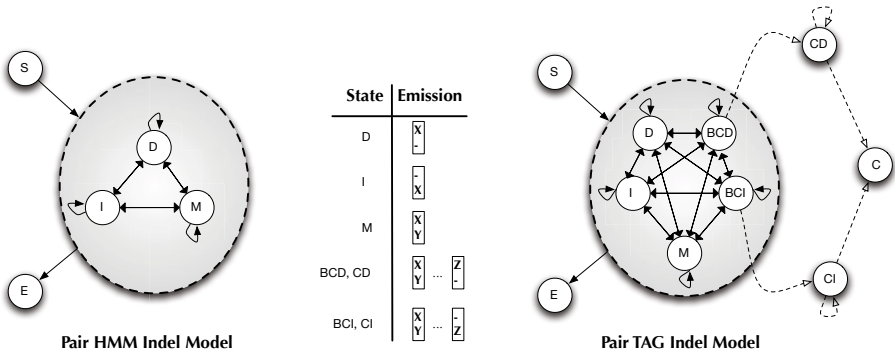 S
D
I
M
E
Pair HMM Indel Model
State Emission
D X -
I - X
M X Y
BCD, CD X Y ... Z -
BCI, CI X Y ... - Z
S
D BCD
I BCI
M
E
CD
C
CI
Pair TAG Indel Model